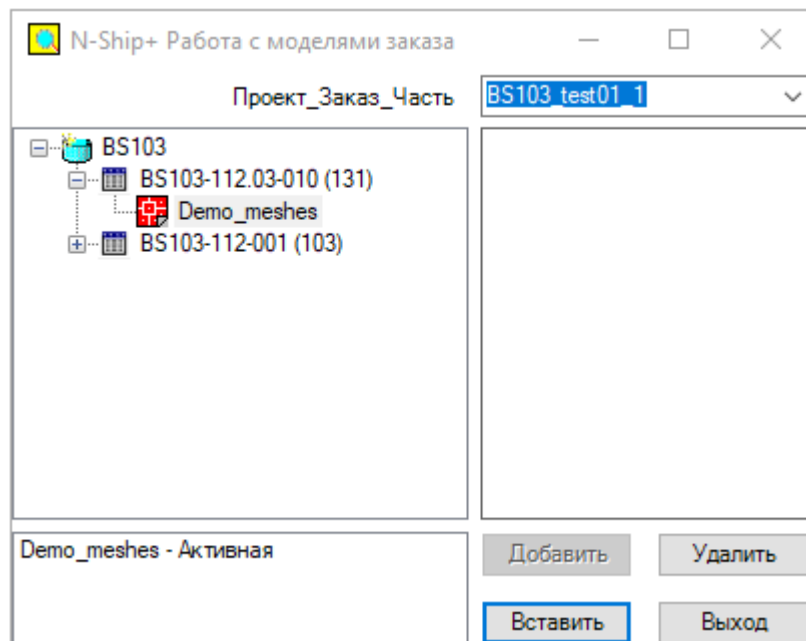 N-Ship+ Работа с моделями заказа
Проект_Заказ_Часть
BS103_test01_1
BS103
BS103-112.03-010 (131)
Demo_meshes
BS103-112-001 (103)
Demo_meshes - Активная
Добавить
Удалить
Вставить
Выход